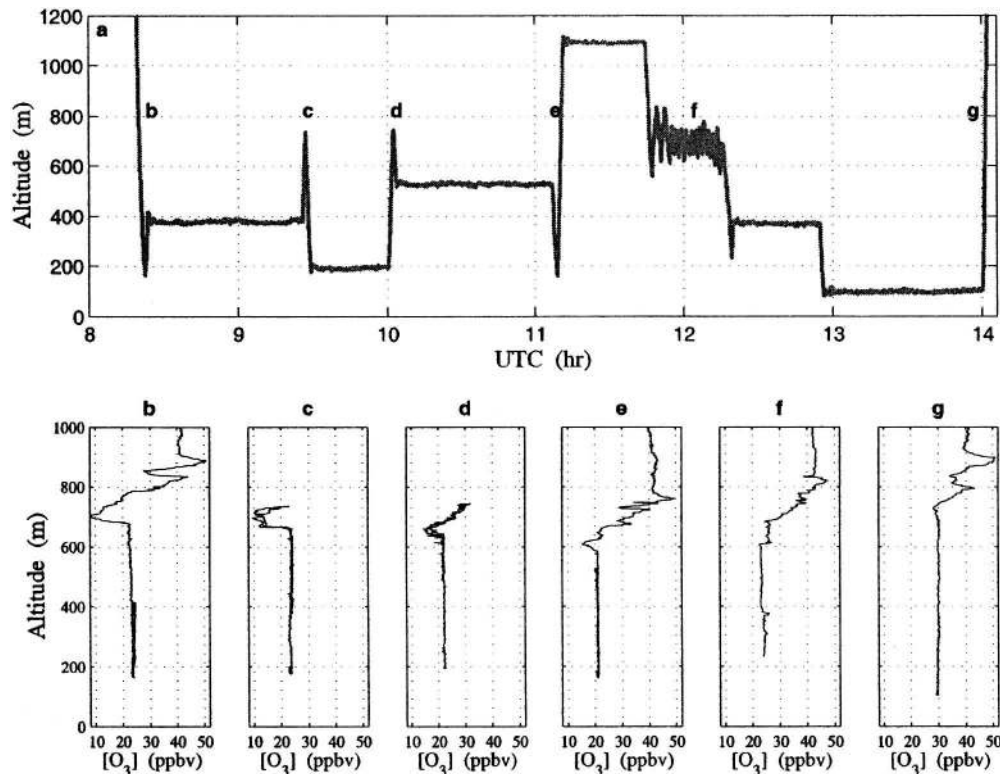 1200
a
1000
800
b c d e f g
600
400
200
0
Altitude (m)
8 9 10 11 12 13 14
UTC (hr)
b c d e f g
1000
800
600
400
200
0
Altitude (m)
10 20 30 40 50 10 20 30 40 50 10 20 30 40 50 10 20 30 40 50 10 20 30 40 50 10 20 30 40 50
[O₃] (ppbv) [O₃] (ppbv) [O₃] (ppbv) [O₃] (ppbv) [O₃] (ppbv) [O₃] (ppbv)